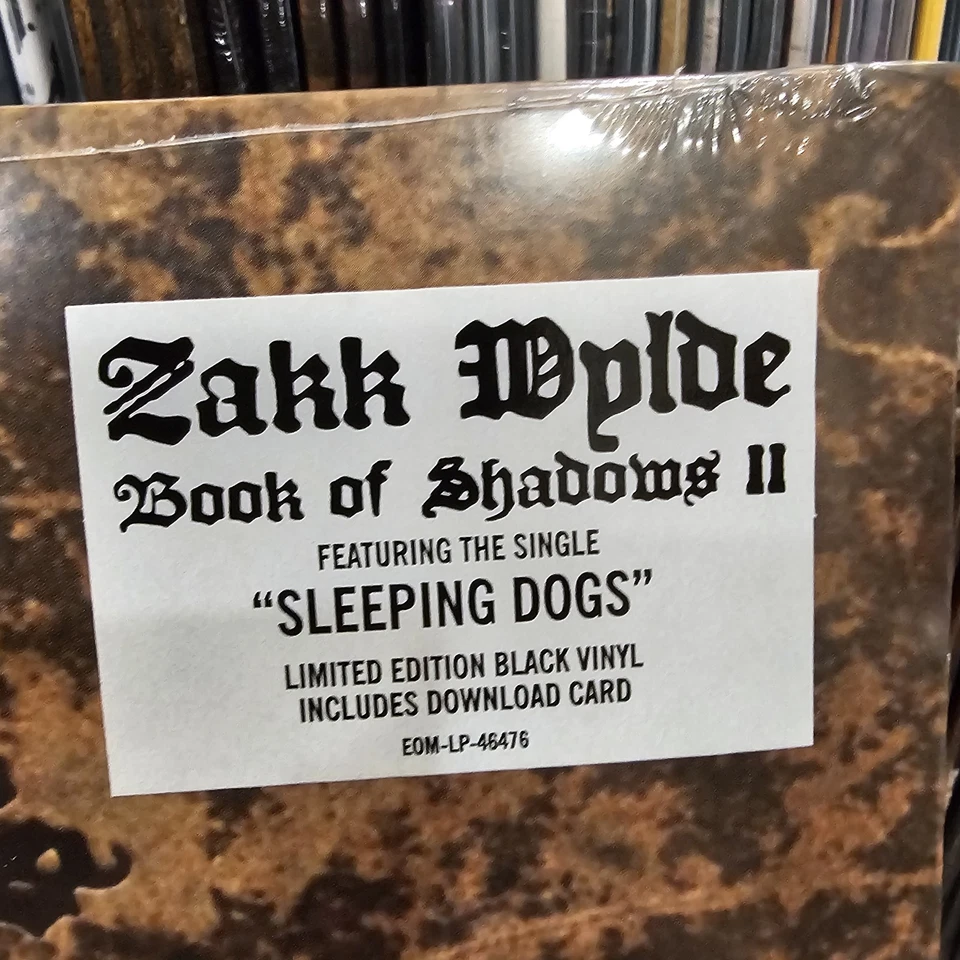 Zakk Wylde
Book of Shadows II
FEATURING THE SINGLE
“SLEEPING DOGS”
LIMITED EDITION BLACK VINYL
INCLUDES DOWNLOAD CARD
EOM-LP-46476